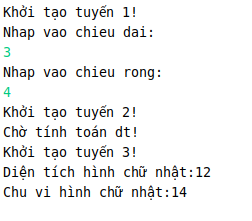 Khởi tạo tuyến 1!
Nhap vao chieu dai:
3
Nhap vao chieu rong:
4
Khởi tạo tuyến 2!
Chờ tính toán dt!
Khởi tạo tuyến 3!
Diện tích hình chữ nhật:12
Chu vi hình chữ nhật:14